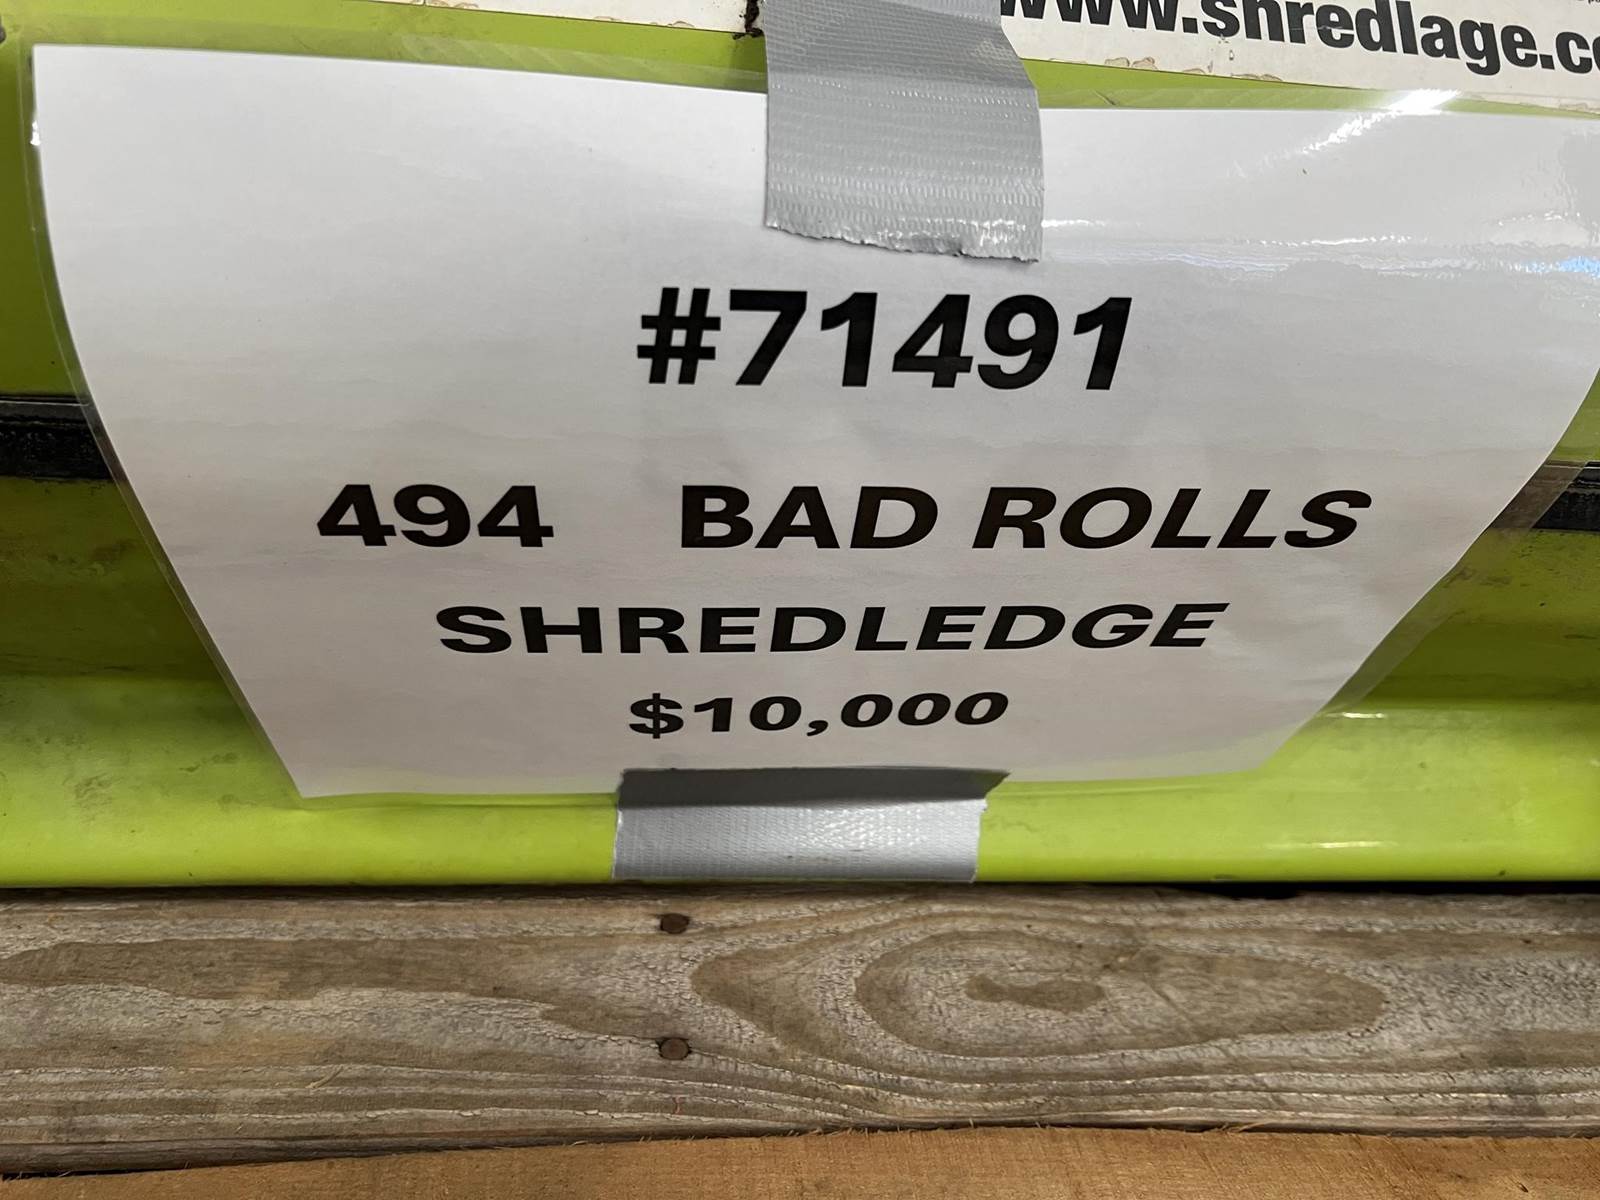 www.shredlage.c
#71491
494 BAD ROLLS
SHREDLEDGE
$10,000